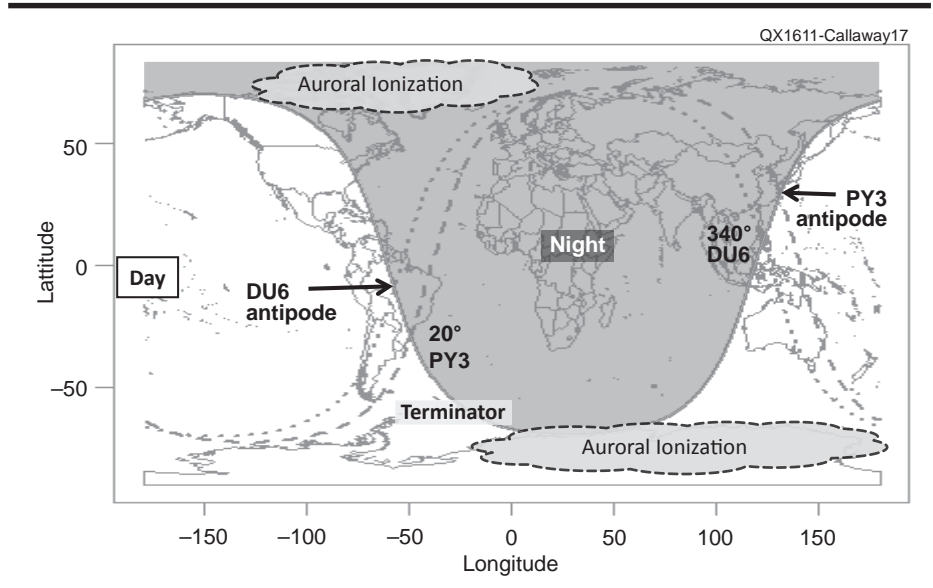 QX1611-Callaway17
Auroral Ionization
50
PY3
antipode
340°
DU6
Night
0
Day
DU6
antipode
20°
PY3
−50
Terminator
Auroral Ionization
Lattitude
−150
−100
−50
0
50
100
150
Longitude